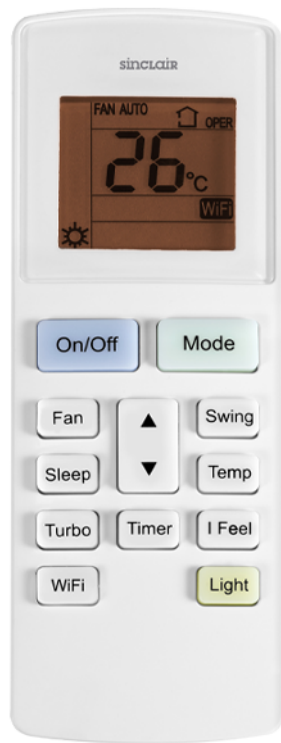 sinclair
FAN AUTO
OPER
26°C
WiFi
On/Off Mode
Fan Swing
Sleep Temp
Turbo Timer I Feel
WiFi Light